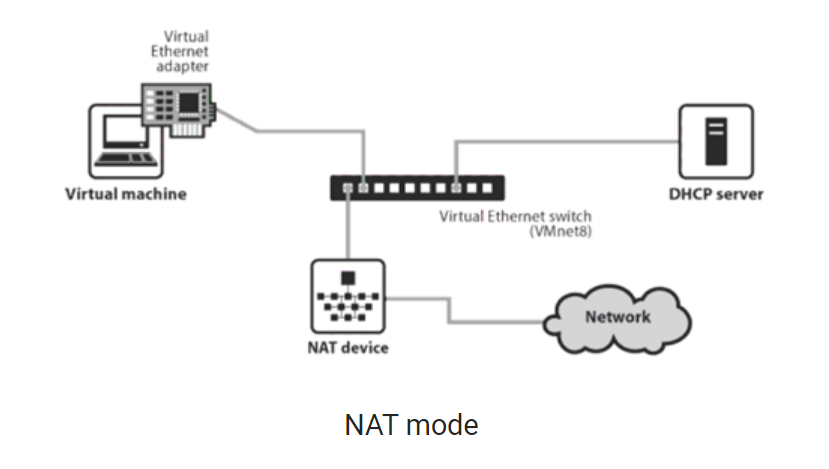 Virtual
Ethernet
adapter
Virtual machine
DHCP server
Virtual Ethernet switch
(VMnet8)
Network
NAT device
NAT mode